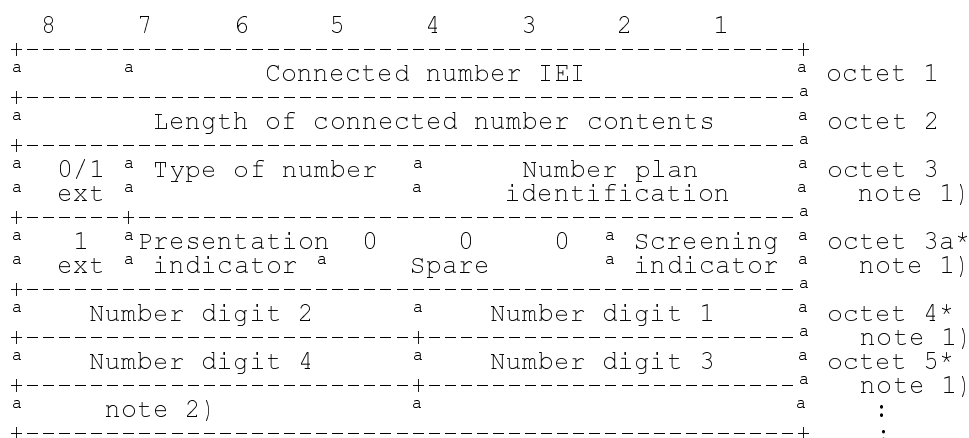 8 7 6 5 4 3 2 1
+-----------------------------------------------+
a a Connected number IEI a octet 1
+-----------------------------------------------a
a Length of connected number contents a octet 2
+-----------------------------------------------a
a 0/1 a Type of number a Number plan a octet 3
a ext a a identification note 1)
+------+----------------------------------------a
a 1 a Presentation 0 0 0 a Screening a octet 3a*
a ext a indicator a Spare indicator a note 1)
+-----------------------------------------------a
a Number digit 2 a Number digit 1 a octet 4*
+------------------------+----------------------a note 1)
a Number digit 4 a Number digit 3 a octet 5*
+------------------------+----------------------a note 1)
a note 2) a a :
+-----------------------------------------------+ :